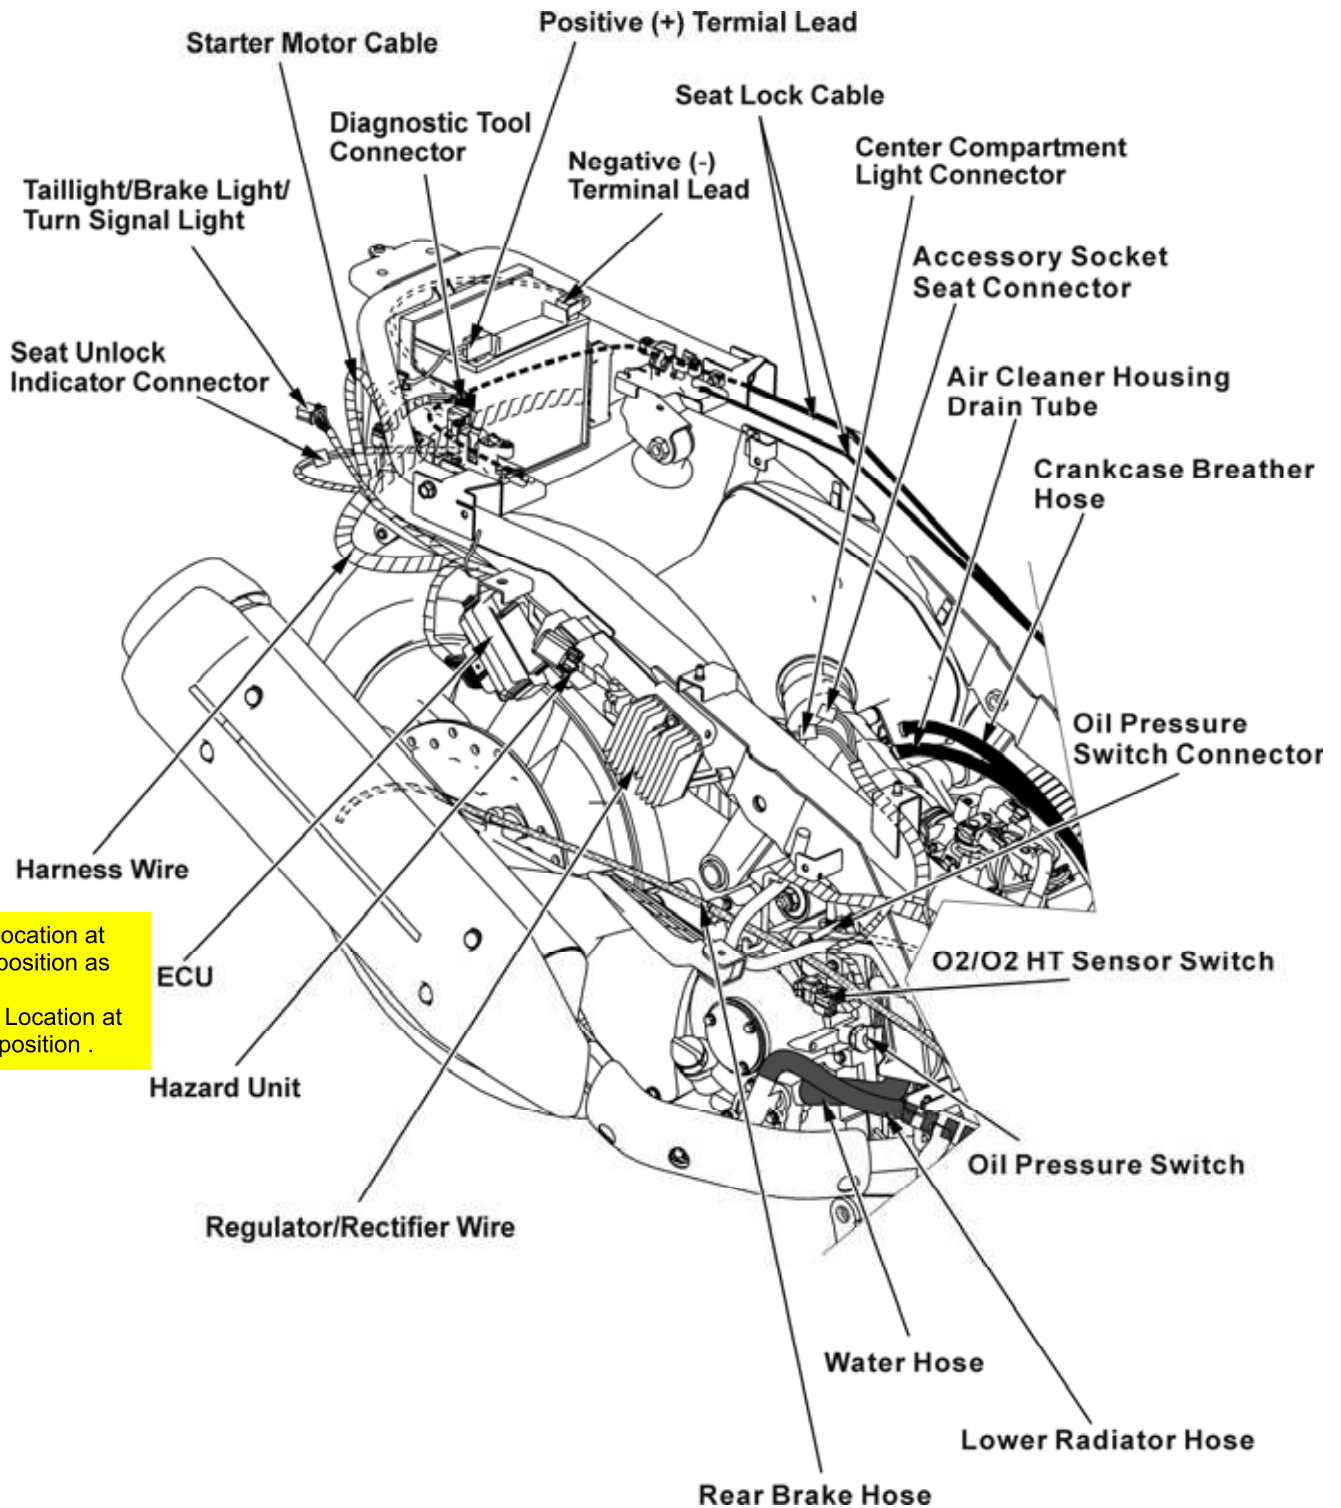 Positive (+) Termial Lead
Starter Motor Cable
Seat Lock Cable
Diagnostic Tool
Connector
Center Compartment
Light Connector
Negative (-)
Terminal Lead
Taillight/Brake Light/
Turn Signal Light
Accessory Socket
Seat Connector
Seat Unlock
Indicator Connector
Air Cleaner Housing
Drain Tube
Crankcase Breather
Hose
Oil Pressure
Switch Connector
Harness Wire
ocation at
position as
ECU
O2/O2 HT Sensor Switch
Location at
position .
Hazard Unit
Oil Pressure Switch
Regulator/Rectifier Wire
Water Hose
Lower Radiator Hose
Rear Brake Hose